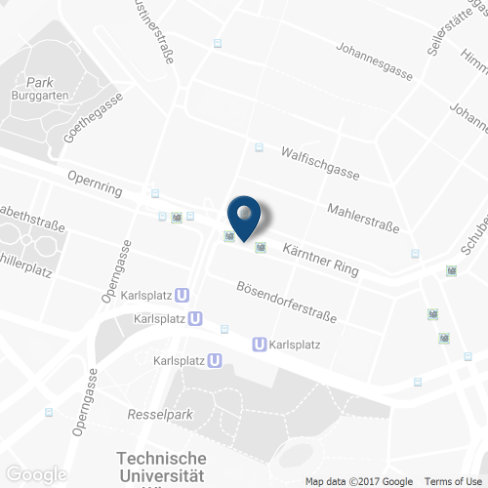 ustinerstraße
Seilerstätte
Johannesgasse
Himm
Park
Burggarten
Goethegasse
Johann
Walfischgasse
Opernring
Mahlerstraße
abethstraße
Schube
hillerplatz
Operngasse
Kärntner Ring
Karlsplatz U
Bösendorferstraße
Karlsplatz U
U Karlsplatz
Karlsplatz U
Operngasse
Resselpark
Technische
Universität
Google
Map data ©2017 Google
Terms of Use